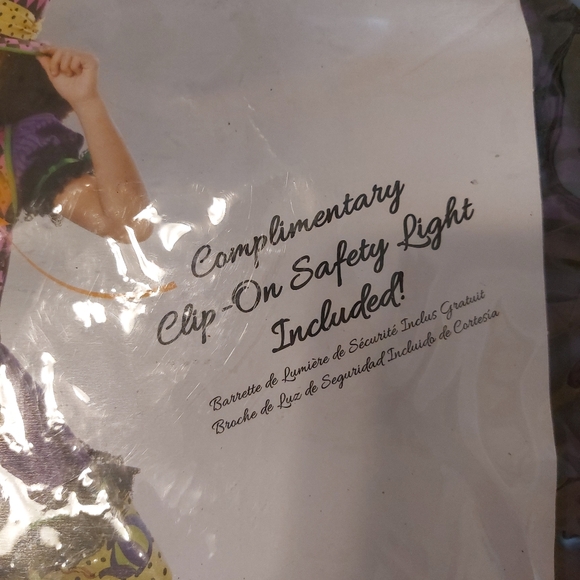 Complimentary
Clip-On Safety Light
Included!
Barrette de Lumière de Sécurité Inclus Gratuit
Broche de Luz de Seguridad Incluido de Cortesia